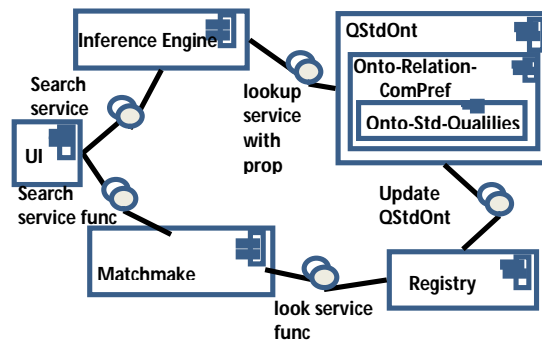 Inference Engine
QStdOnt
Search
service
lookup
service
with
prop
Onto-Relation-
ComPref
Onto-Std-Qualilies
UI
Search
service func
Update
QStdOnt
Matchmake
look service
func
Registry